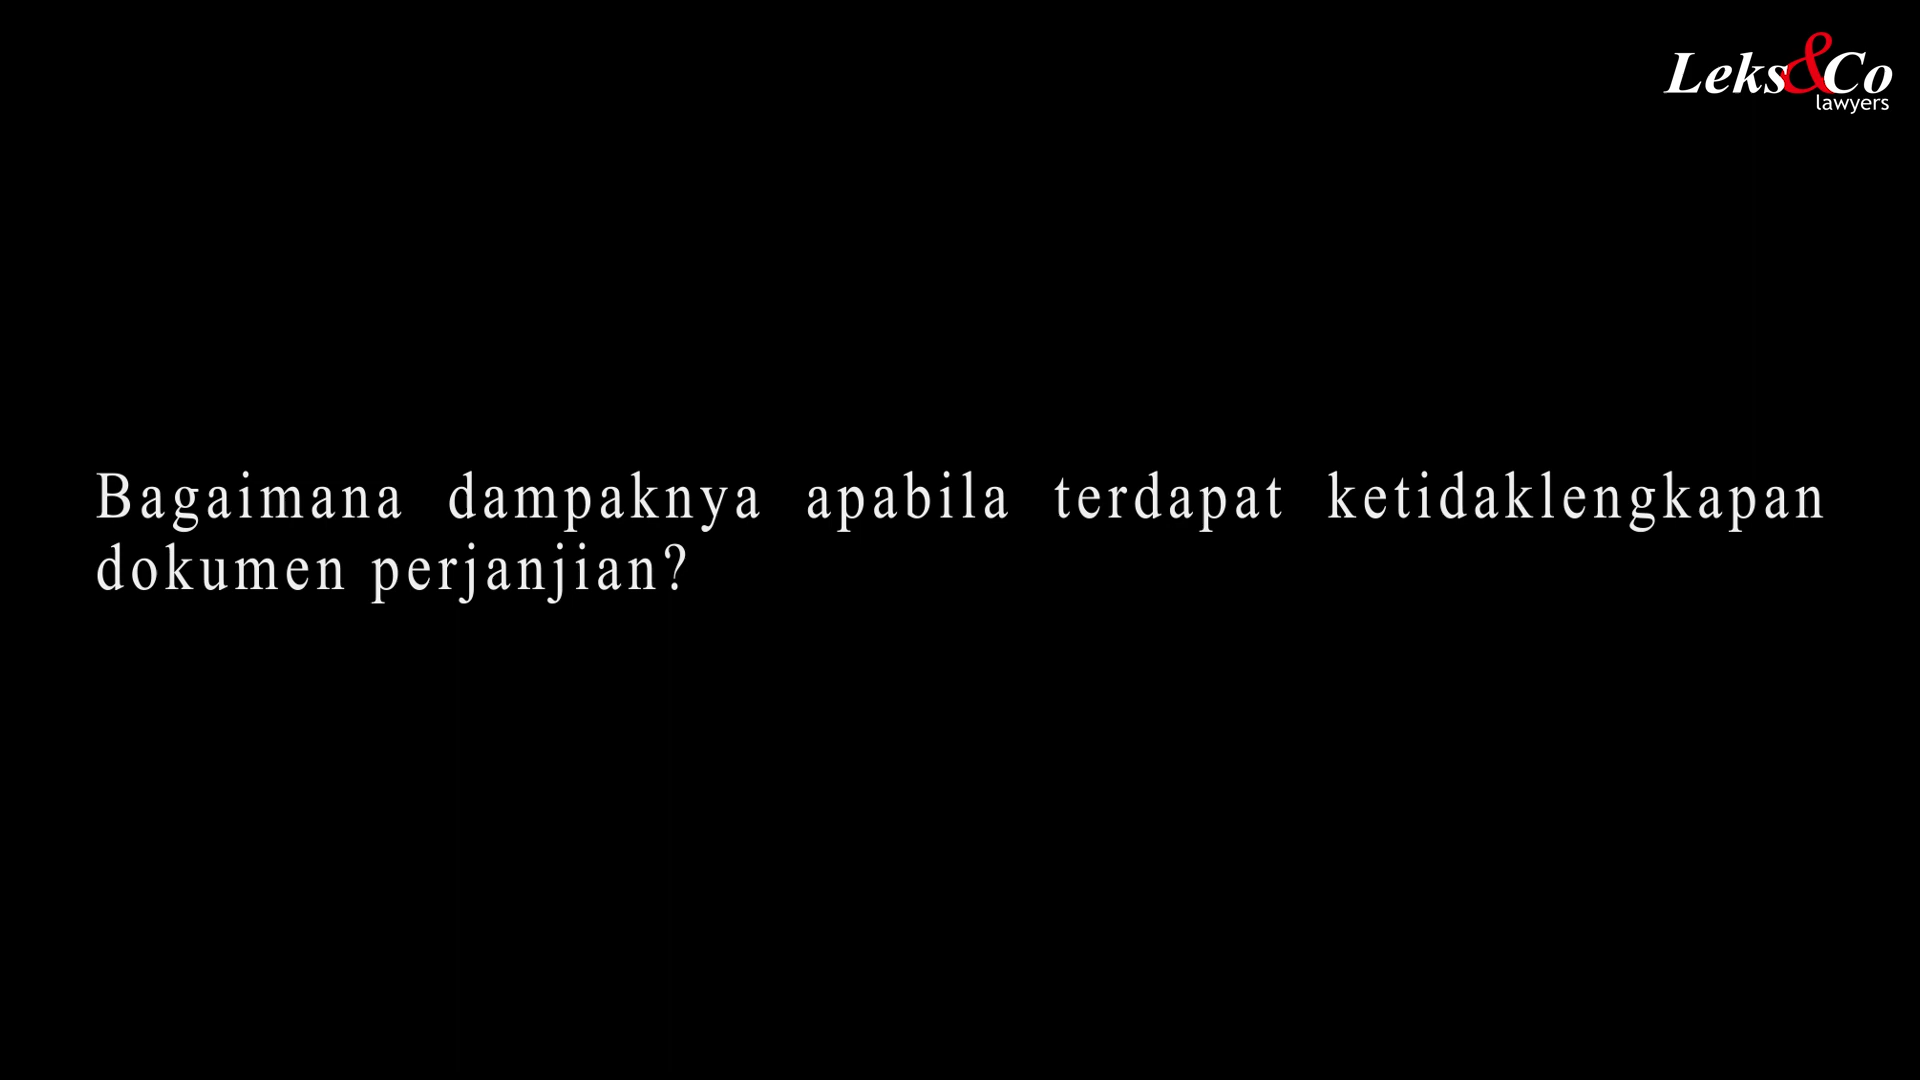 Leks&Co
lawyers
Bagaimana dampaknya apabila terdapat ketidaklengkapan
dokumen perjanjian?